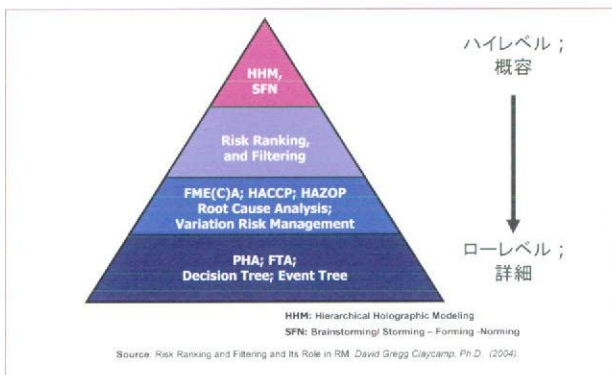 HHM,
SFN
Risk Ranking,
and Filtering
FME(C)A; HACCP; HAZOP
Root Cause Analysis;
Variation Risk Management
PHA; FTA;
Decision Tree; Event Tree
ハイレベル；
概容
ローレベル；
詳細
HHM: Hierarchical Holographic Modeling
SFN: Brainstorming/ Storming – Forming -Norming
Source: Risk Ranking and Filtering and Its Role in RM. David Gregg Claycamp, Ph.D. (2004)